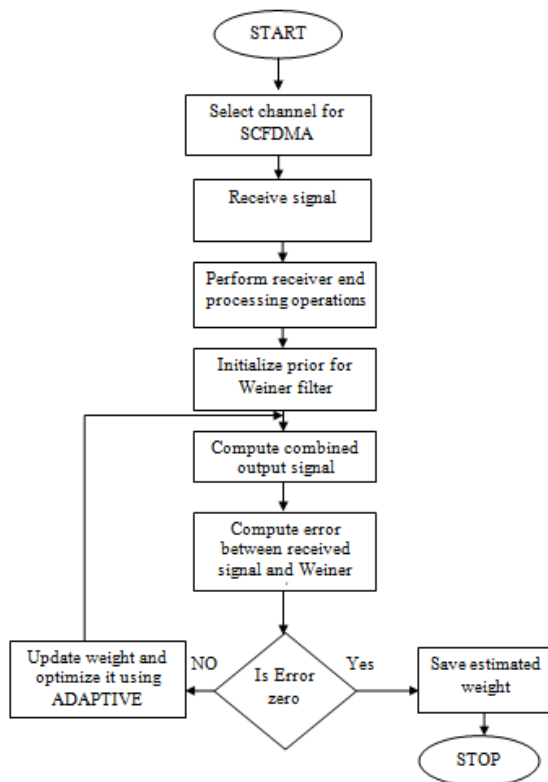 START
Select channel for
SCFDMA
Receive signal
Perform receiver end
processing operations
Initialize prior for
Weiner filter
Compute combined
output signal
Compute error
between received
signal and Weiner
Update weight and
optimize it using
ADAPTIVE
NO
Is Error
zero
Yes
Save estimated
weight
STOP